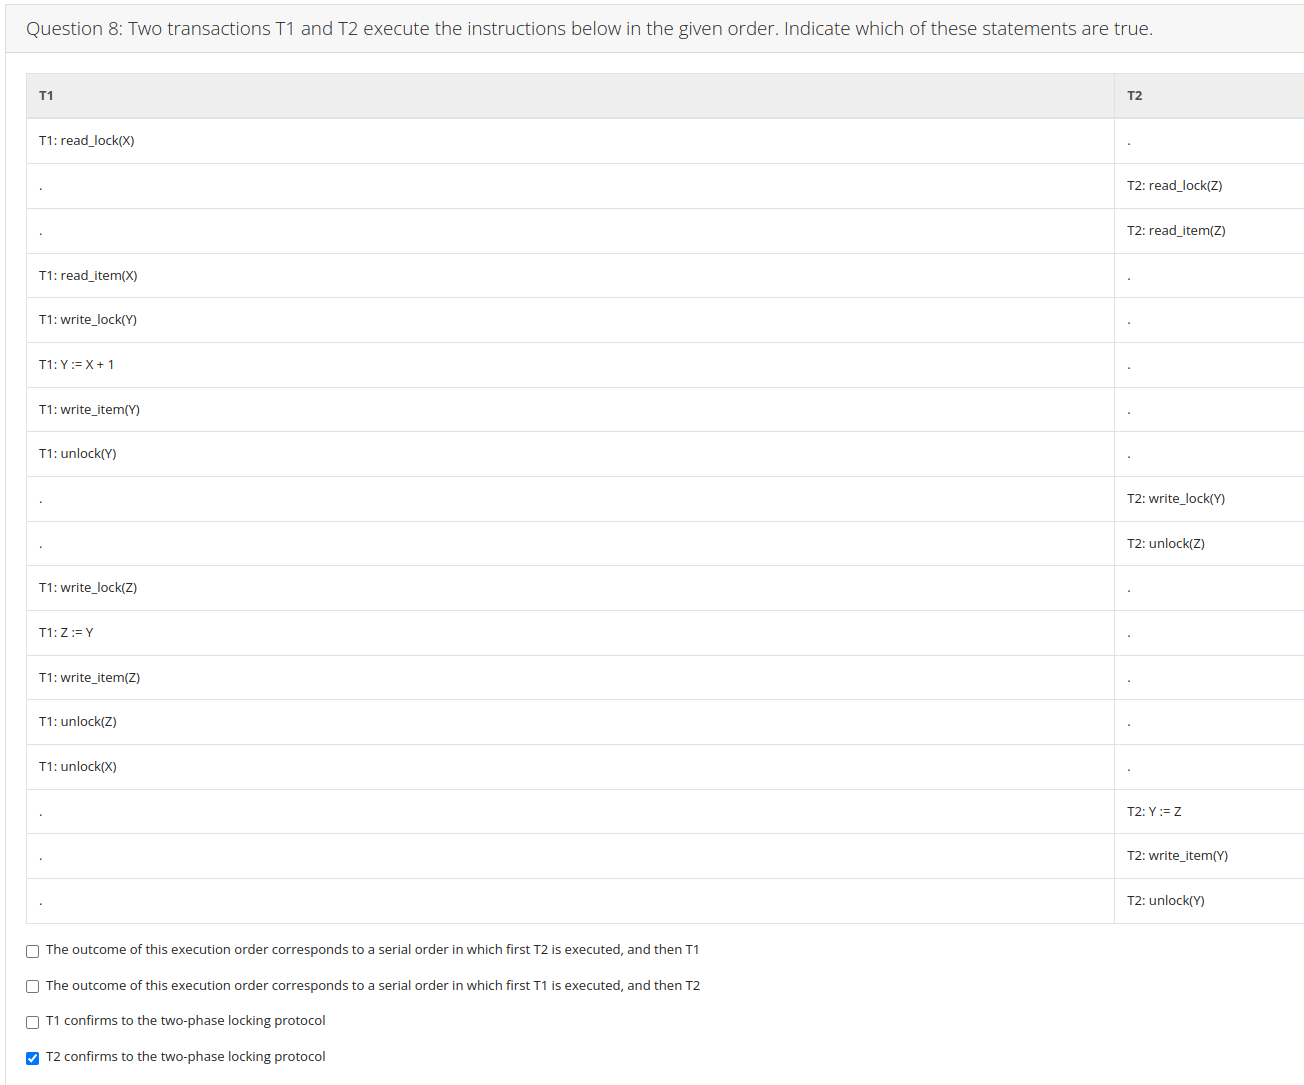 Question 8: Two transactions T1 and T2 execute the instructions below in the given order. Indicate which of these statements are true.
T1 T2
T1: read_lock(X) .
. T2: read_lock(Z)
. T2: read_item(Z)
T1: read_item(X) .
T1: write_lock(Y) .
T1: Y := X + 1 .
T1: write_item(Y) .
T1: unlock(Y) .
. T2: write_lock(Y)
. T2: unlock(Z)
T1: write_lock(Z) .
T1: Z := Y .
T1: write_item(Z) .
T1: unlock(Z) .
T1: unlock(X) .
. T2: Y := Z
. T2: write_item(Y)
. T2: unlock(Y)
The outcome of this execution order corresponds to a serial order in which first T2 is executed, and then T1
The outcome of this execution order corresponds to a serial order in which first T1 is executed, and then T2
T1 confirms to the two-phase locking protocol
T2 confirms to the two-phase locking protocol